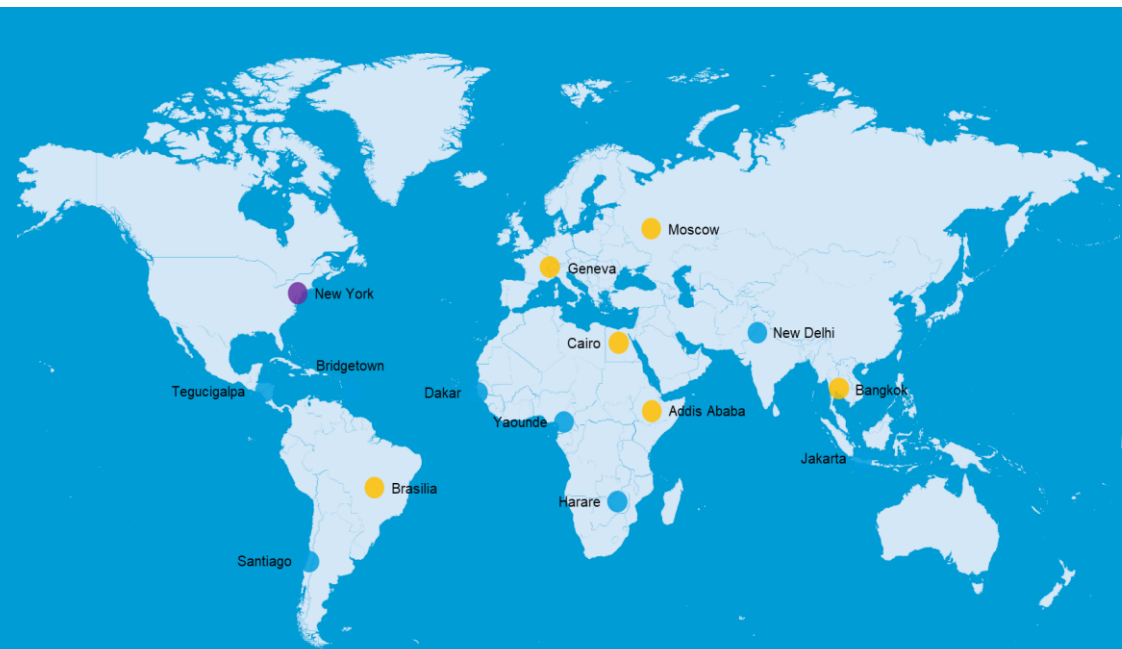 Moscow
Geneva
New York
New Delhi
Cairo
Bridgetown
Tegucigalpa
Dakar
Bangkok
Addis Ababa
Yaounde
Jakarta
Brasilia
Harare
Santiago